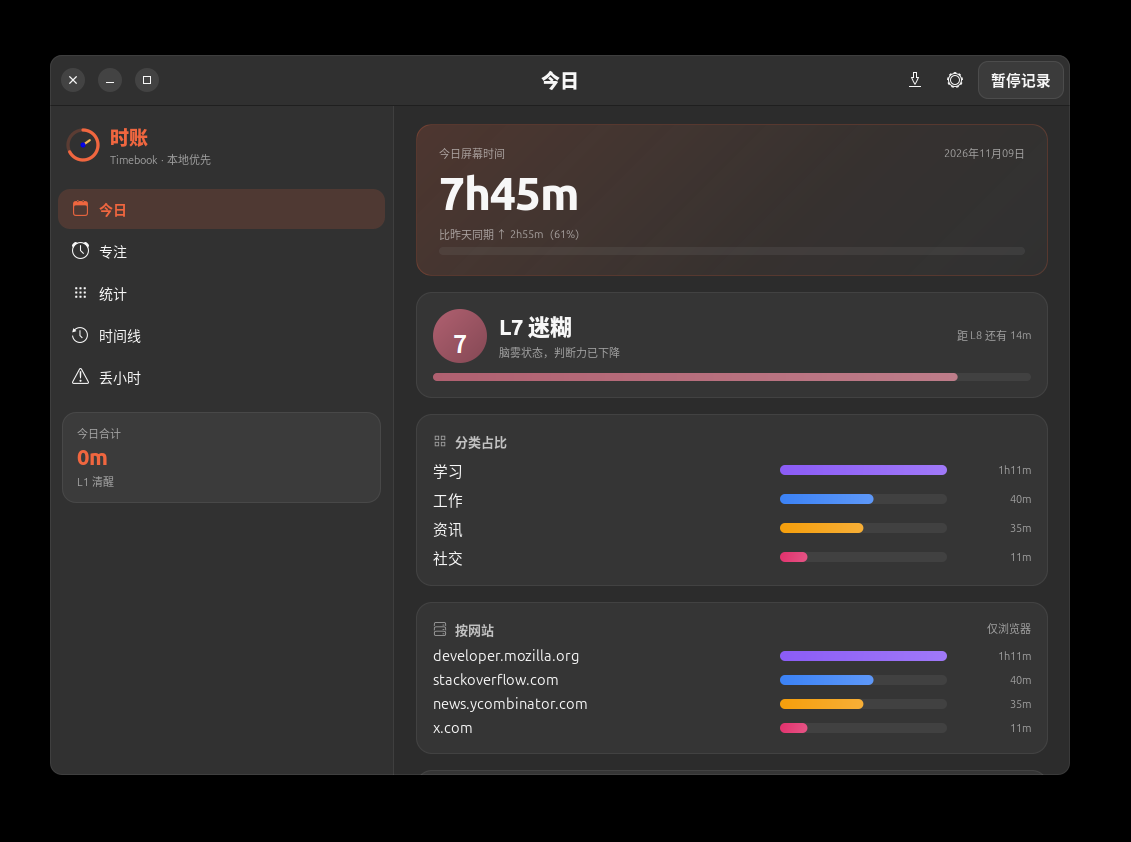 今日
暂停记录
时账
Timebook · 本地优先
今日
专注
统计
时间线
丢小时
今日合计
0m
L1 清醒
今日屏幕时间
2026年11月09日
7h45m
比昨天同期 ↑ 2h55m（61%）
7
L7 迷糊
脑雾状态，判断力已下降
距 L8 还有 14m
分类占比
学习 1h11m
工作 40m
资讯 35m
社交 11m
按网站
仅浏览器
developer.mozilla.org 1h11m
stackoverflow.com 40m
news.ycombinator.com 35m
x.com 11m